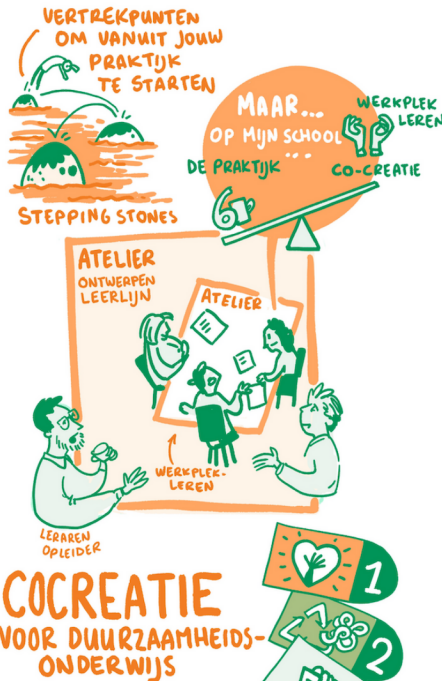 VERTREKPUNTEN
OM VANUIT JOUW
PRAKTIJK
TE STARTEN
STEPPING STONES
MAAR...
OP MIJN SCHOOL
...
DE PRAKTIJK
WERKPLEK
LEREN
CO-CREATIE
ATELIER
ONTWERPEN
LEERLIJN
ATELIER
WERKPLEK-
LEREN
LERAREN
OPLEIDER
COCREATIE
VOOR DUURZAAMHEIDS-
ONDERWIJS
1
2